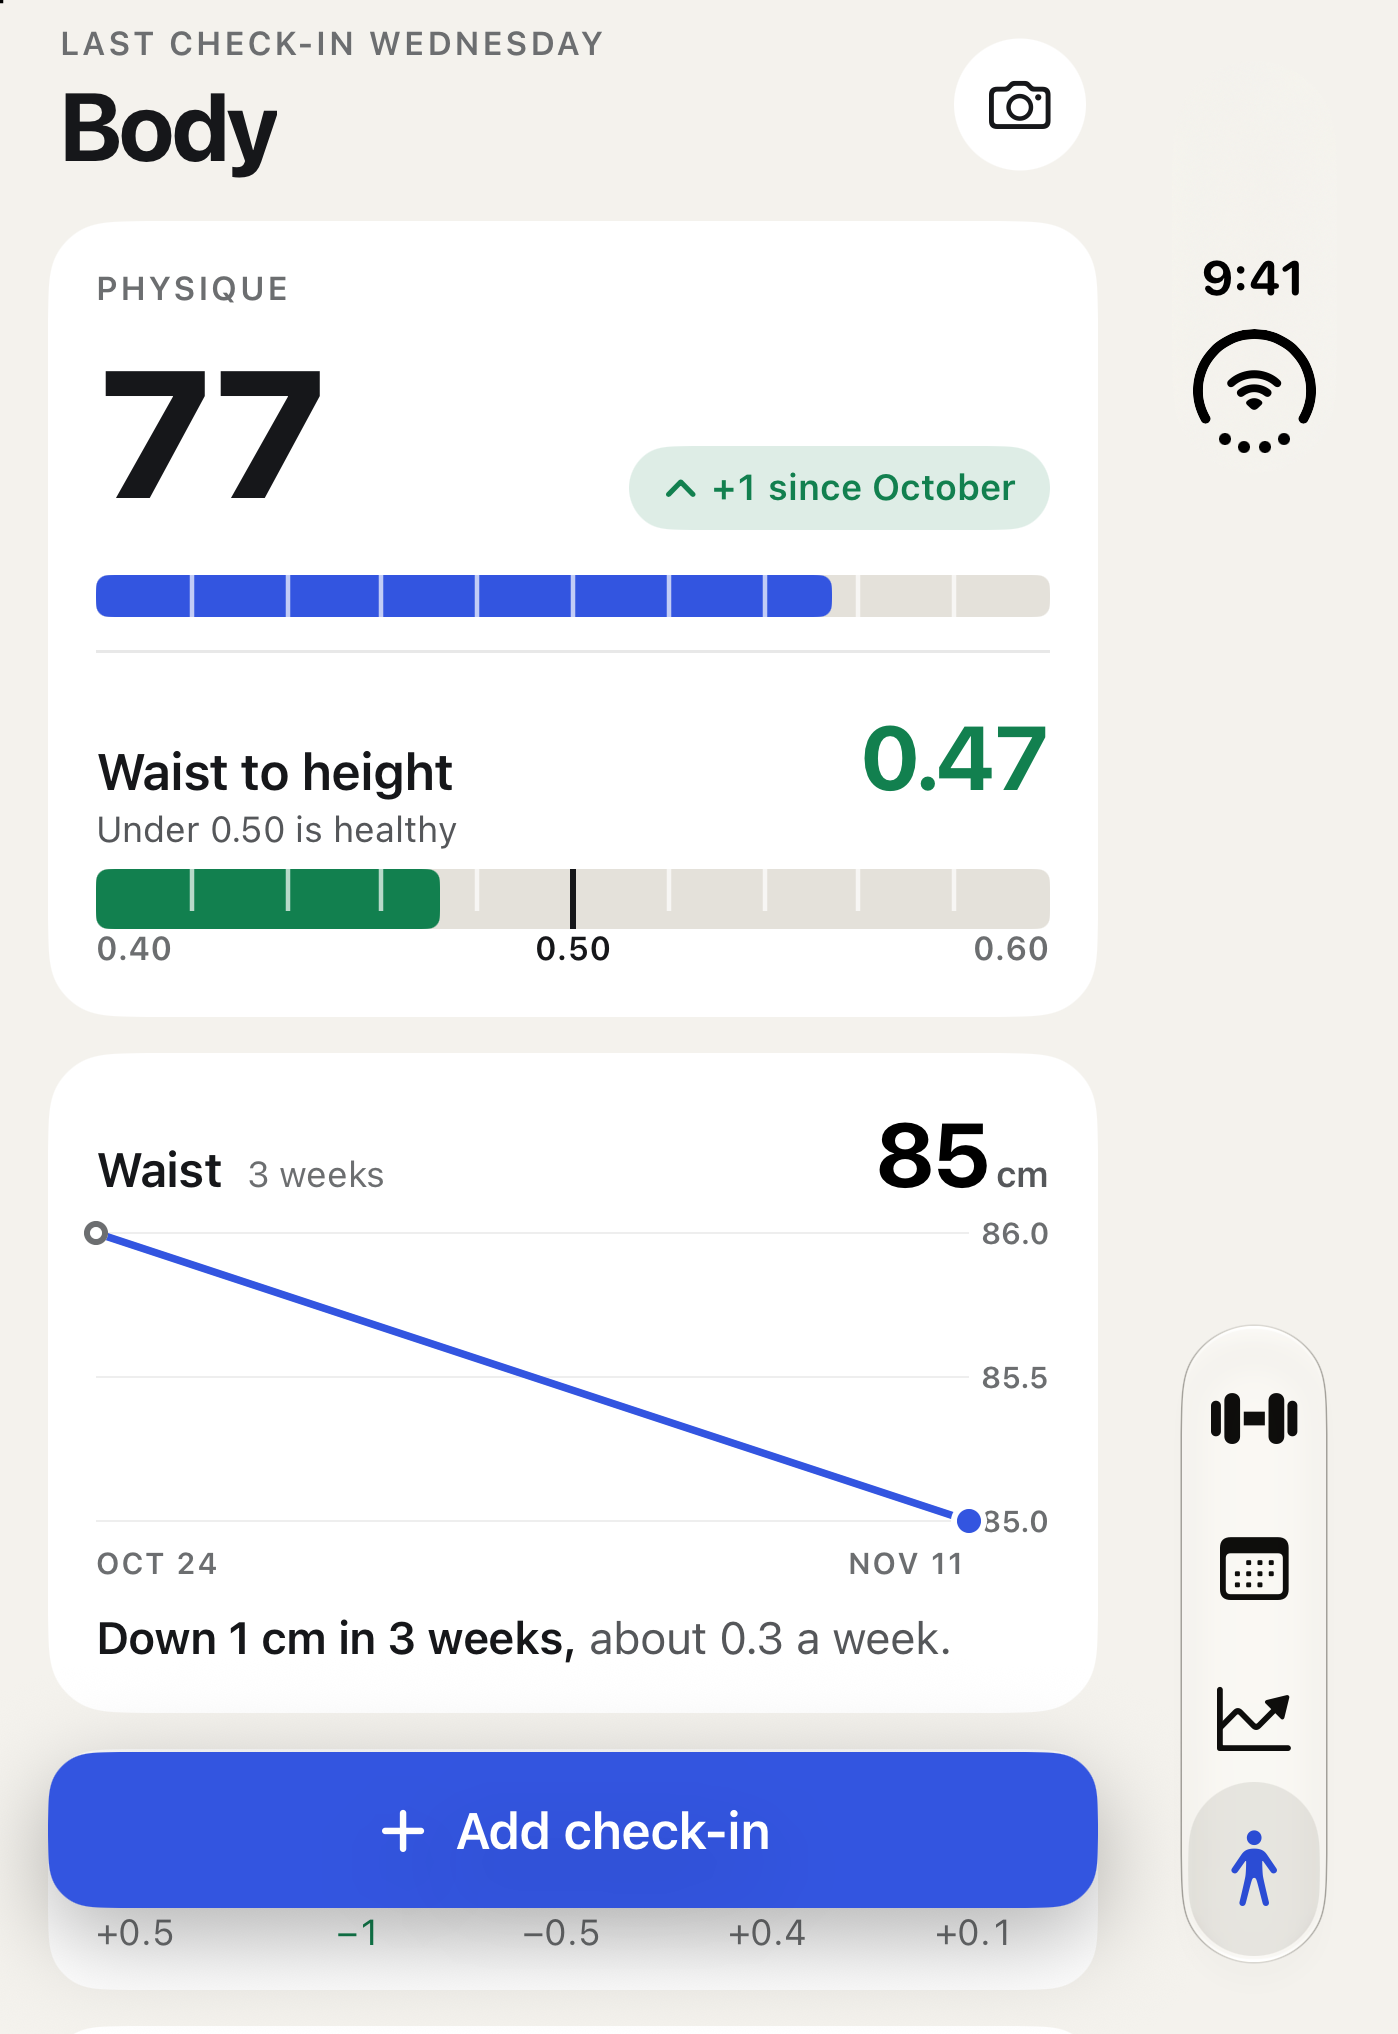 LAST CHECK-IN WEDNESDAY
Body
9:41
PHYSIQUE
77
+1 since October
Waist to height
0.47
Under 0.50 is healthy
0.40 0.50 0.60
Waist 3 weeks
85 cm
86.0
85.5
85.0
OCT 24 NOV 11
Down 1 cm in 3 weeks, about 0.3 a week.
+ Add check-in
+0.5 −1 −0.5 +0.4 +0.1